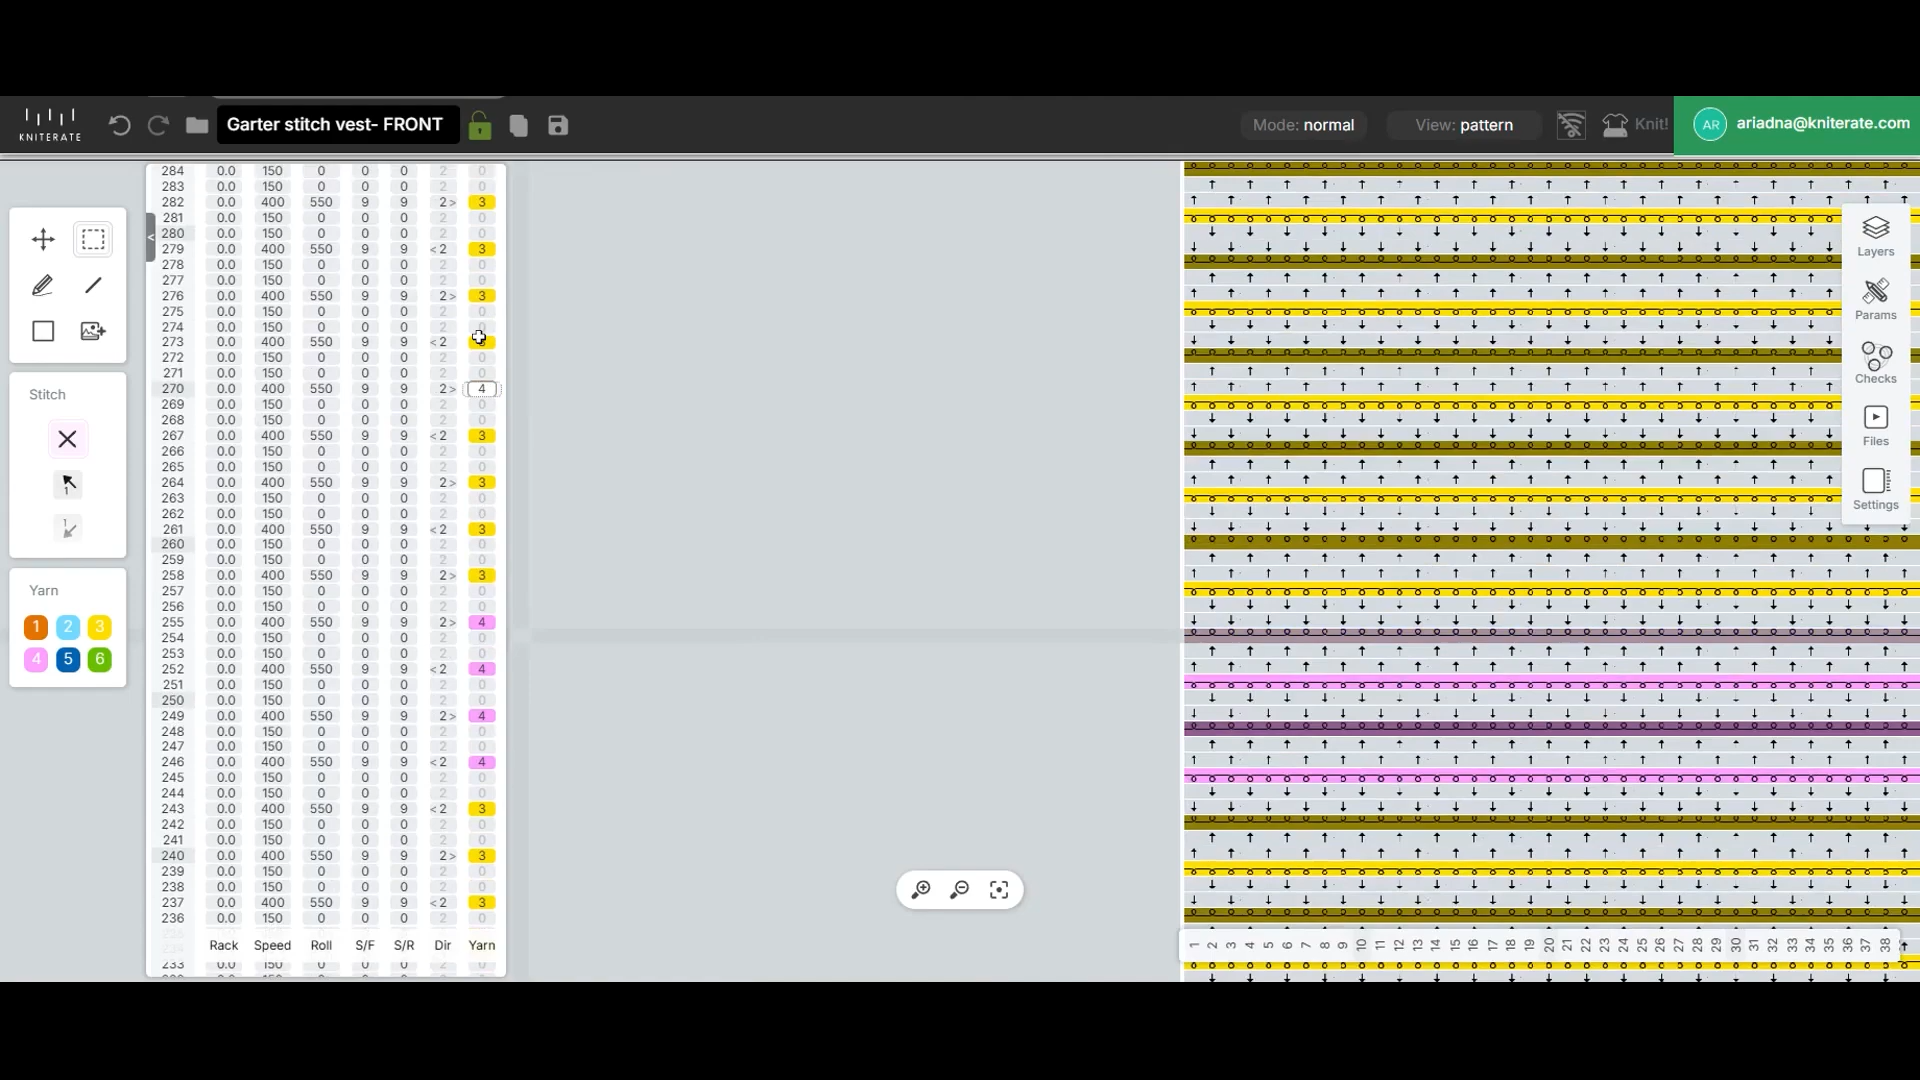 KNITERATE
Garter stitch vest- FRONT
Mode: normal
View: pattern
Knit!
AR
ariadna@kniterate.com
284 0.0 150 0 0 0 2 0
283 0.0 150 0 0 0 2 0
282 0.0 400 550 9 9 2 > 3
281 0.0 150 0 0 0 2 0
280 0.0 150 0 0 0 2 0
279 0.0 400 550 9 9 < 2 3
278 0.0 150 0 0 0 2 0
277 0.0 150 0 0 0 2 0
276 0.0 400 550 9 9 2 > 3
275 0.0 150 0 0 0 2 0
274 0.0 150 0 0 0 2 0
273 0.0 400 550 9 9 < 2
272 0.0 150 0 0 0 2 0
271 0.0 150 0 0 0 2 0
270 0.0 400 550 9 9 2 > 4
269 0.0 150 0 0 0 2 0
268 0.0 150 0 0 0 2 0
267 0.0 400 550 9 9 < 2 3
266 0.0 150 0 0 0 2 0
265 0.0 150 0 0 0 2 0
264 0.0 400 550 9 9 2 > 3
263 0.0 150 0 0 0 2 0
262 0.0 150 0 0 0 2 0
261 0.0 400 550 9 9 < 2 3
260 0.0 150 0 0 0 2 0
259 0.0 150 0 0 0 2 0
258 0.0 400 550 9 9 2 > 3
257 0.0 150 0 0 0 2 0
256 0.0 150 0 0 0 2 0
255 0.0 400 550 9 9 2 > 4
254 0.0 150 0 0 0 2 0
253 0.0 150 0 0 0 2 0
252 0.0 400 550 9 9 < 2 4
251 0.0 150 0 0 0 2 0
250 0.0 150 0 0 0 2 0
249 0.0 400 550 9 9 2 > 4
248 0.0 150 0 0 0 2 0
247 0.0 150 0 0 0 2 0
246 0.0 400 550 9 9 < 2 4
245 0.0 150 0 0 0 2 0
244 0.0 150 0 0 0 2 0
243 0.0 400 550 9 9 < 2 3
242 0.0 150 0 0 0 2 0
241 0.0 150 0 0 0 2 0
240 0.0 400 550 9 9 2 > 3
239 0.0 150 0 0 0 2 0
238 0.0 150 0 0 0 2 0
237 0.0 400 550 9 9 < 2 3
236 0.0 150 0 0 0 2 0
Rack Speed Roll S/F S/R Dir Yarn
233 0.0 150 0 0 0 2 0
Stitch
1
1
Yarn
1 2 3
4 5 6
Layers
Params
Checks
Files
Settings
1 2 3 4 5 6 7 8 9 10 11 12 13 14 15 16 17 18 19 20 21 22 23 24 25 26 27 28 29 30 31 32 33 34 35 36 37 38